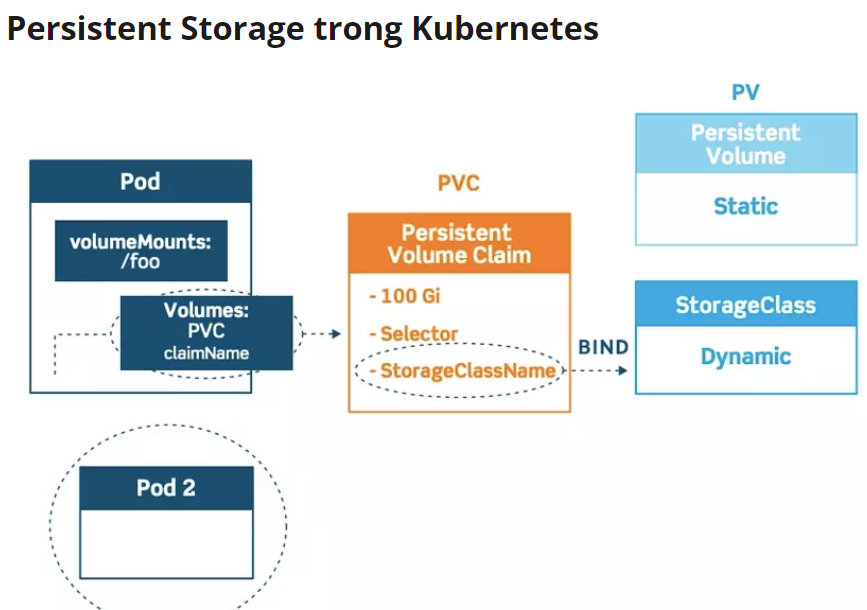 Persistent Storage trong Kubernetes
PV
Persistent
Volume
Static
Pod
volumeMounts:
/foo
Volumes:
PVC
claimName
PVC
Persistent
Volume Claim
- 100 Gi
- Selector
- StorageClassName
BIND
StorageClass
Dynamic
Pod 2